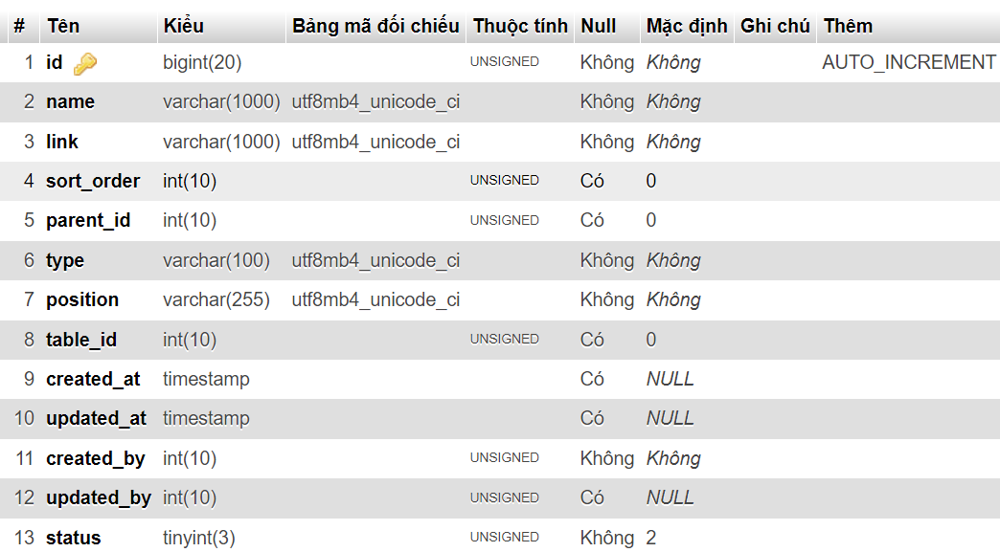 # Tên Kiểu Bảng mã đối chiếu Thuộc tính Null Mặc định Ghi chú Thêm
1 id bigint(20) UNSIGNED Không Không AUTO_INCREMENT
2 name varchar(1000) utf8mb4_unicode_ci Không Không
3 link varchar(1000) utf8mb4_unicode_ci Không Không
4 sort_order int(10) UNSIGNED Có 0
5 parent_id int(10) UNSIGNED Có 0
6 type varchar(100) utf8mb4_unicode_ci Không Không
7 position varchar(255) utf8mb4_unicode_ci Không Không
8 table_id int(10) UNSIGNED Có 0
9 created_at timestamp Có NULL
10 updated_at timestamp Có NULL
11 created_by int(10) UNSIGNED Không Không
12 updated_by int(10) UNSIGNED Có NULL
13 status tinyint(3) UNSIGNED Không 2